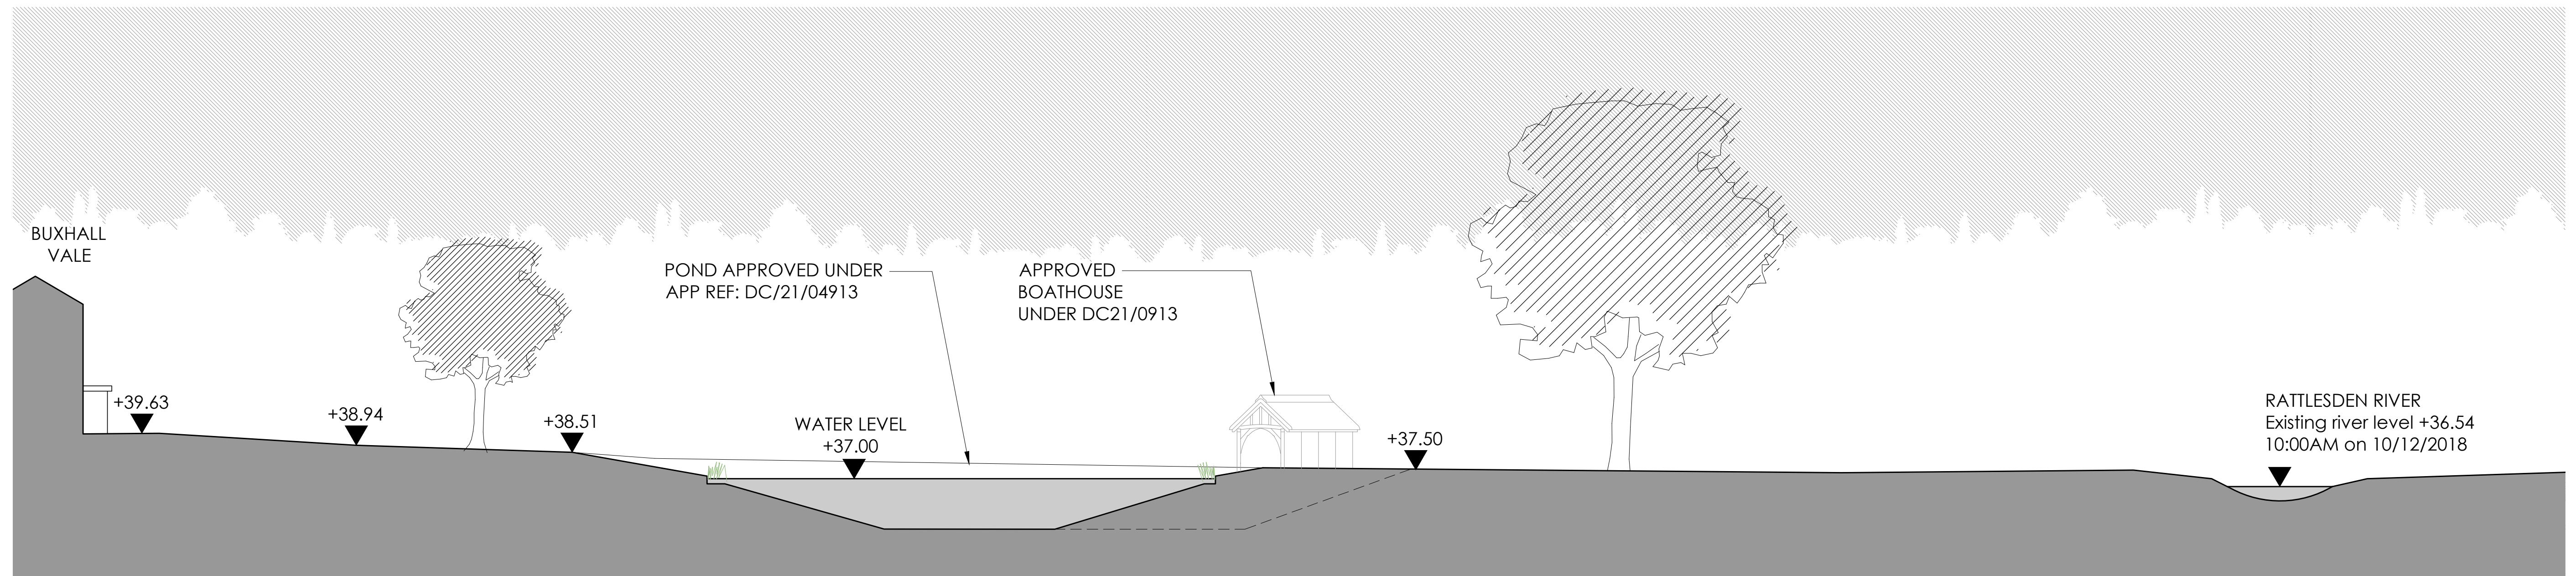 BUXHALL
VALE
+39.63
+38.94
+38.51
POND APPROVED UNDER
APP REF: DC/21/04913
WATER LEVEL
+37.00
APPROVED
BOATHOUSE
UNDER DC21/0913
+37.50
RATTLESDEN RIVER
Existing river level +36.54
10:00AM on 10/12/2018